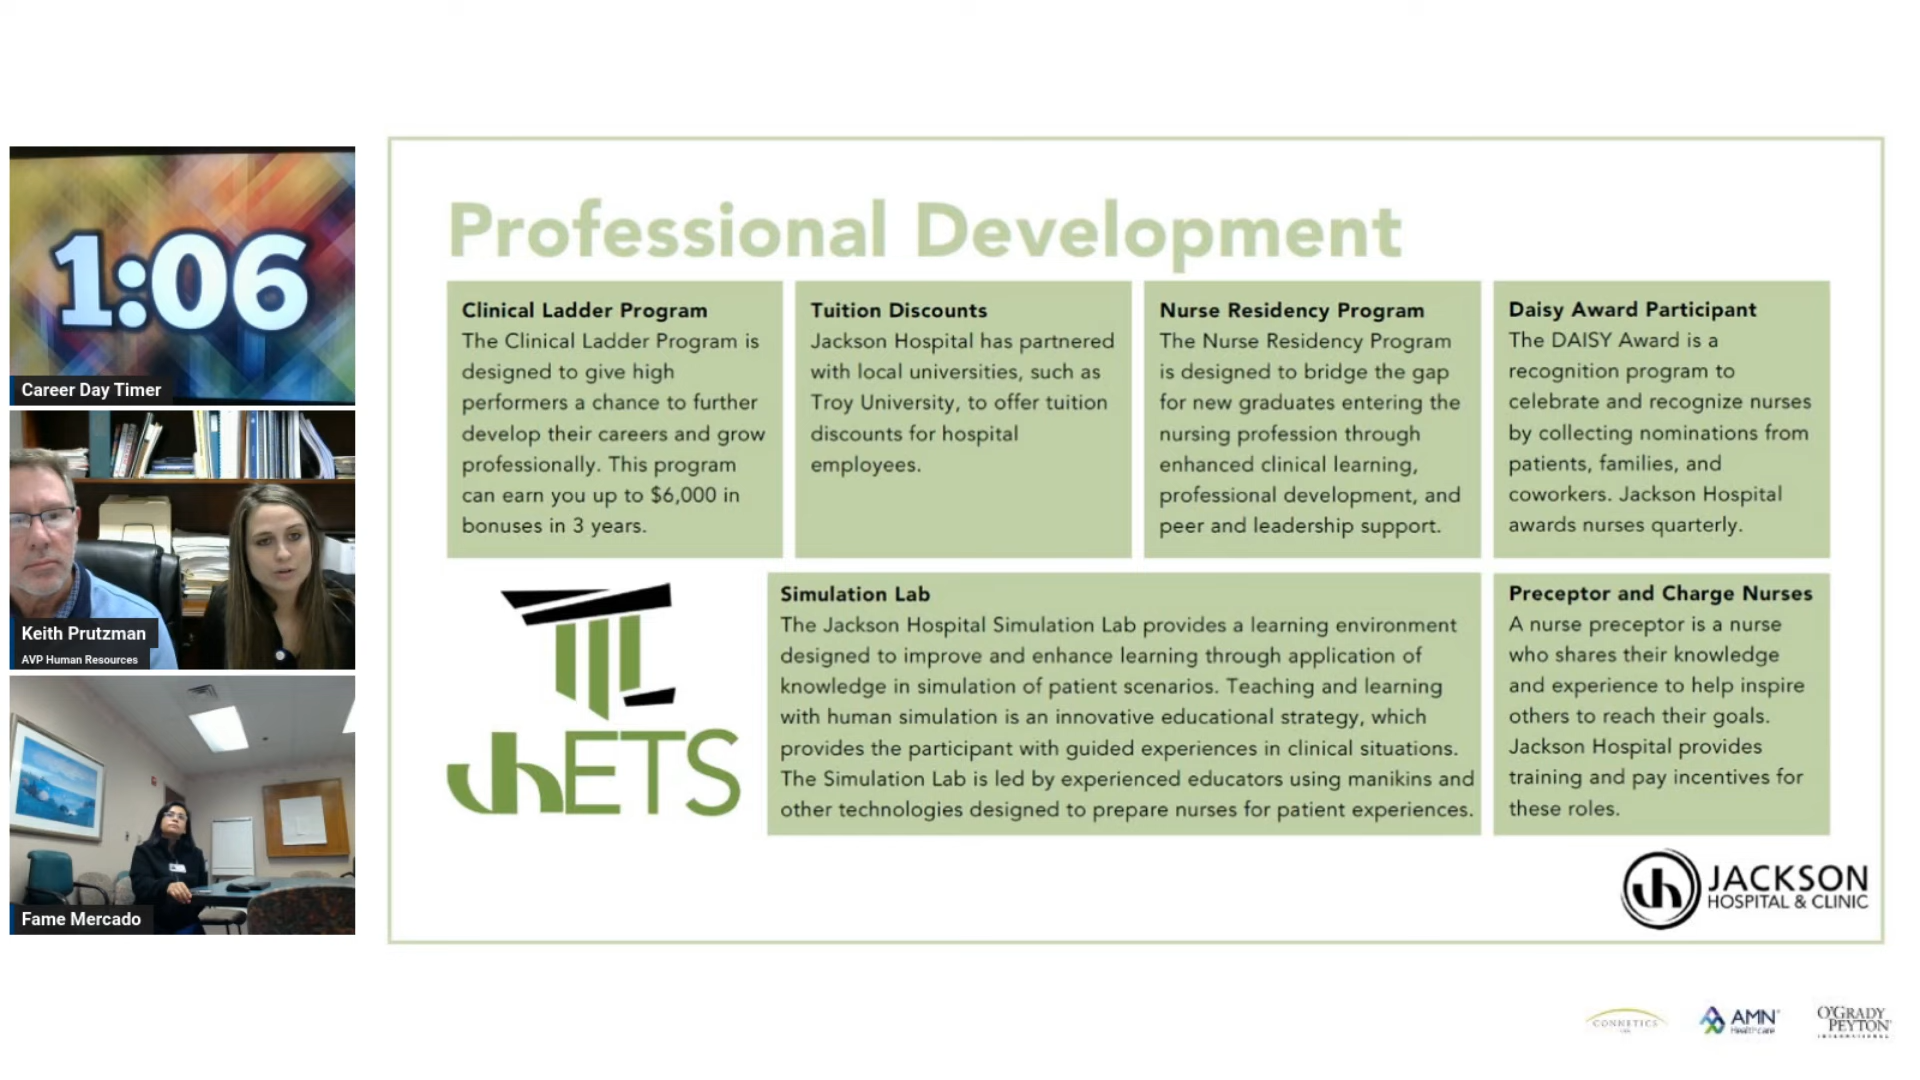 1:06
Career Day Timer
Keith Prutzman
AVP Human Resources
Fame Mercado
Professional Development
Clinical Ladder Program
The Clinical Ladder Program is
designed to give high
performers a chance to further
develop their careers and grow
professionally. This program
can earn you up to $6,000 in
bonuses in 3 years.
Tuition Discounts
Jackson Hospital has partnered
with local universities, such as
Troy University, to offer tuition
discounts for hospital
employees.
Nurse Residency Program
The Nurse Residency Program
is designed to bridge the gap
for new graduates entering the
nursing profession through
enhanced clinical learning,
professional development, and
peer and leadership support.
Daisy Award Participant
The DAISY Award is a
recognition program to
celebrate and recognize nurses
by collecting nominations from
patients, families, and
coworkers. Jackson Hospital
awards nurses quarterly.
jhETS
Simulation Lab
The Jackson Hospital Simulation Lab provides a learning environment
designed to improve and enhance learning through application of
knowledge in simulation of patient scenarios. Teaching and learning
with human simulation is an innovative educational strategy, which
provides the participant with guided experiences in clinical situations.
The Simulation Lab is led by experienced educators using manikins and
other technologies designed to prepare nurses for patient experiences.
Preceptor and Charge Nurses
A nurse preceptor is a nurse
who shares their knowledge
and experience to help inspire
others to reach their goals.
Jackson Hospital provides
training and pay incentives for
these roles.
jh
JACKSON
HOSPITAL & CLINIC
CONNETICS
AMN
Healthcare
O'GRADY
PEYTON
INTERNATIONAL